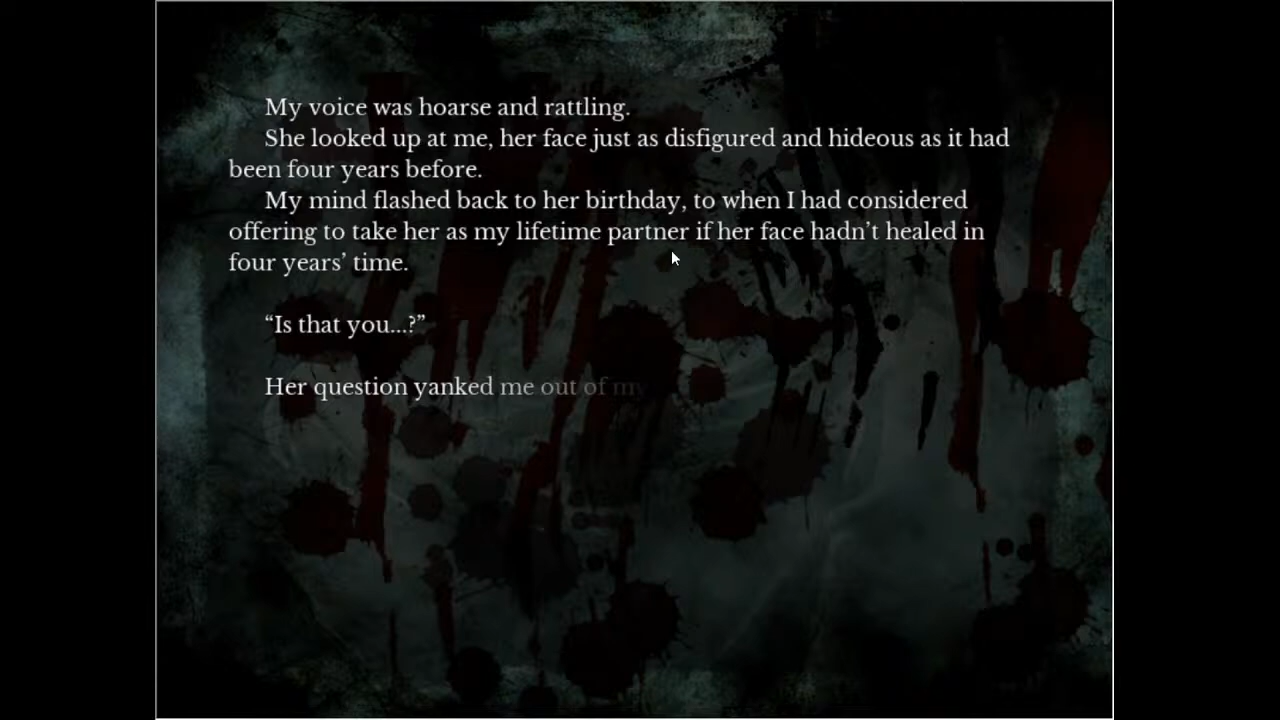 My voice was hoarse and rattling.
She looked up at me, her face just as disfigured and hideous as it had
been four years before.
My mind flashed back to her birthday, to when I had considered
offering to take her as my lifetime partner if her face hadn’t healed in
four years’ time.
“Is that you...?”
Her question yanked me out of my